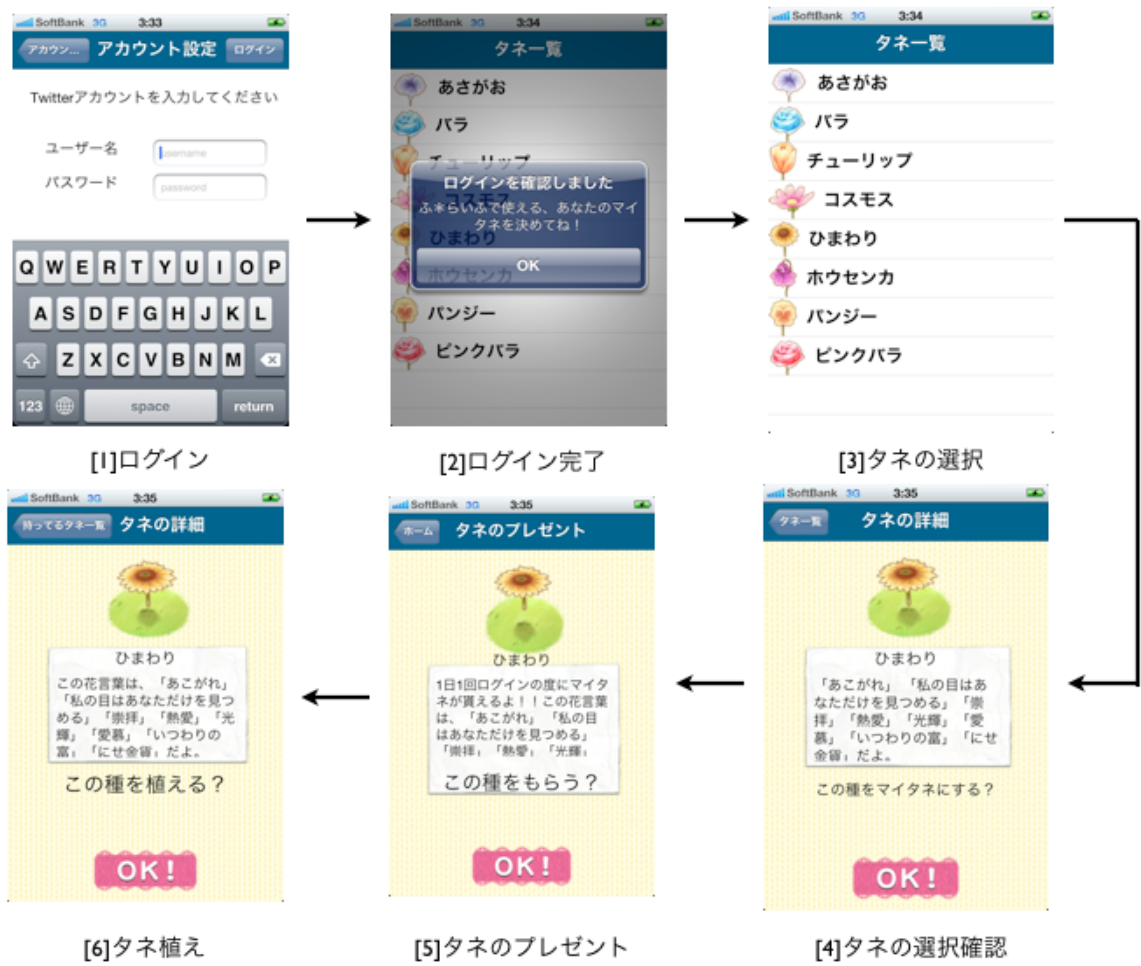 SoftBank 3G 3:33
アカウン... アカウント設定 ログイン
Twitterアカウントを入力してください
ユーザー名 username
パスワード password
Q W E R T Y U I O P
A S D F G H J K L
Z X C V B N M
123 space return
[1]ログイン
SoftBank 3G 3:34
タネ一覧
あさがお
バラ
チューリップ
ログインを確認しました
コスモス
ふ*らいふで使える、あなたのマイ
タネを決めてね！
ひまわり
OK
ホウセンカ
パンジー
ピンクバラ
[2]ログイン完了
SoftBank 3G 3:34
タネ一覧
あさがお
バラ
チューリップ
コスモス
ひまわり
ホウセンカ
パンジー
ピンクバラ
[3]タネの選択
SoftBank 3G 3:35
持ってるタネ一覧 タネの詳細
ひまわり
この花言葉は、「あこがれ」
「私の目はあなただけを見つ
める」「崇拝」「熱愛」「光
輝」「愛慕」「いつわりの
富」「にせ金貨」だよ。
この種を植える？
OK!
[6]タネ植え
SoftBank 3G 3:35
ホーム タネのプレゼント
ひまわり
1日1回ログインの度にマイタ
ネが貰えるよ！！この花言葉
は、「あこがれ」「私の目
はあなただけを見つめる」
「崇拝」「熱愛」「光輝」
この種をもらう？
OK!
[5]タネのプレゼント
SoftBank 3G 3:35
タネ一覧 タネの詳細
ひまわり
「あこがれ」「私の目はあ
なただけを見つめる」「崇
拝」「熱愛」「光輝」「愛
慕」「いつわりの富」「にせ
金貨」だよ。
この種をマイタネにする？
OK!
[4]タネの選択確認